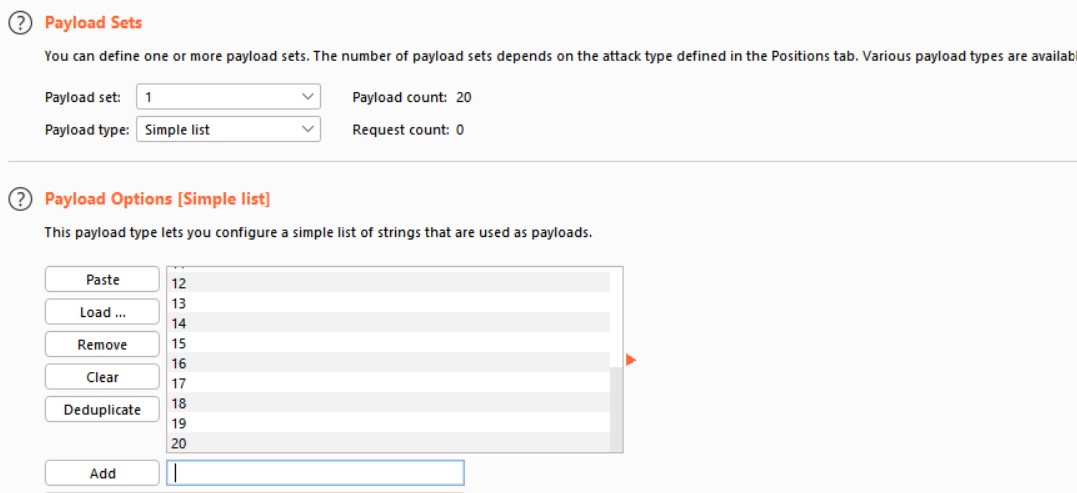 ? Payload Sets
You can define one or more payload sets. The number of payload sets depends on the attack type defined in the Positions tab. Various payload types are
Payload set: 1 Payload count: 20
Payload type: Simple list Request count: 0
? Payload Options [Simple list]
This payload type lets you configure a simple list of strings that are used as payloads.
Paste
Load ...
Remove
Clear
Deduplicate
12
13
14
15
16
17
18
19
20
Add